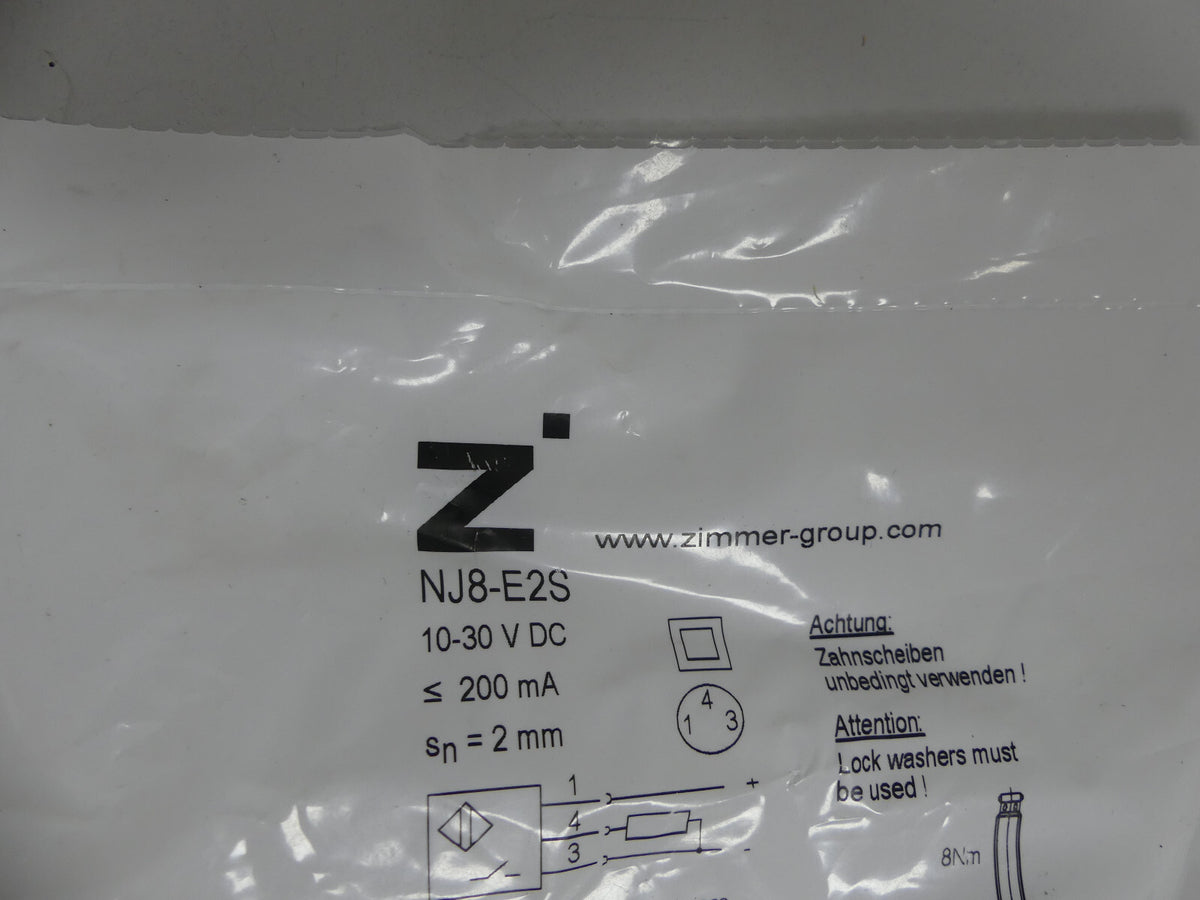 Z
www.zimmer-group.com
NJ8-E2S
10-30 V DC
≤ 200 mA
sn = 2 mm
4
1 3
Achtung:
Zahnscheiben
unbedingt verwenden !
Attention:
Lock washers must
be used !
1 +
4
3 -
8Nm